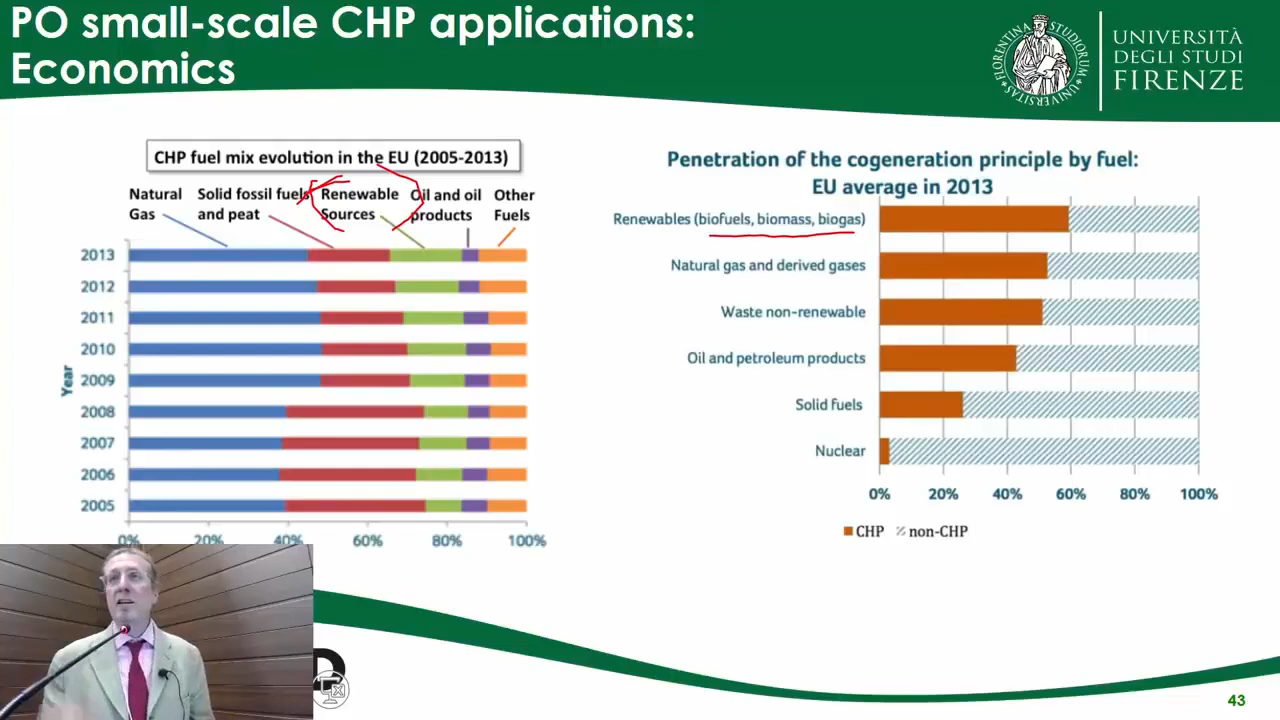 PO small-scale CHP applications:
Economics
FLORENTINA STUDIORUM UNIVERSITAS
UNIVERSITÀ
DEGLI STUDI
FIRENZE
CHP fuel mix evolution in the EU (2005-2013)
Natural Gas
Solid fossil fuels and peat
Renewable Sources
Oil and oil products
Other Fuels
2013
2012
2011
2010
2009
2008
2007
2006
2005
Year
0% 20% 40% 60% 80% 100%
Penetration of the cogeneration principle by fuel:
EU average in 2013
Renewables (biofuels, biomass, biogas)
Natural gas and derived gases
Waste non-renewable
Oil and petroleum products
Solid fuels
Nuclear
0% 20% 40% 60% 80% 100%
CHP non-CHP
43